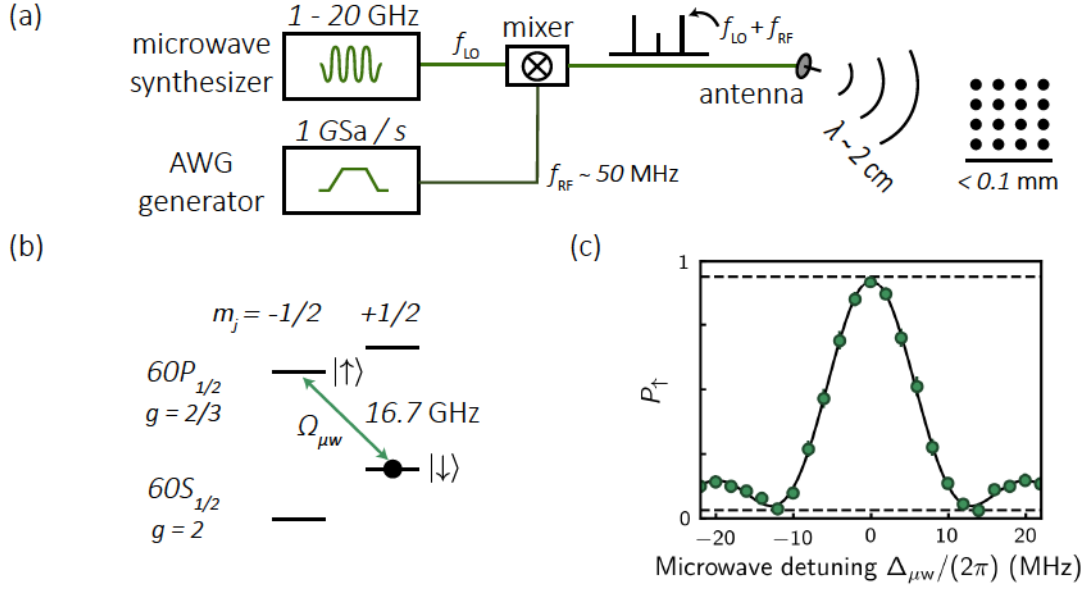 (a)
1 - 20 GHz
microwave
synthesizer
f_LO
mixer
f_LO + f_RF
antenna
λ ~ 2 cm
< 0.1 mm
1 GSa / s
AWG
generator
f_RF ~ 50 MHz
(b)
m_j = -1/2 +1/2
60P_1/2
g = 2/3
|↑⟩
Ω_μw
16.7 GHz
60S_1/2
g = 2
|↓⟩
(c)
1
P_↑
0
−20 −10 0 10 20
Microwave detuning Δ_μw/(2π) (MHz)